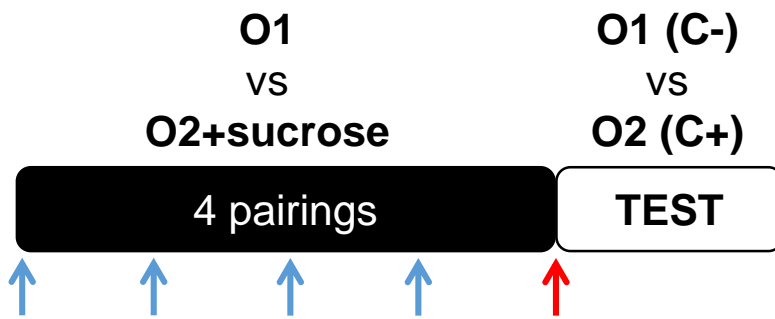 O1
vs
O2+sucrose
4 pairings
O1 (C-)
vs
O2 (C+)
TEST